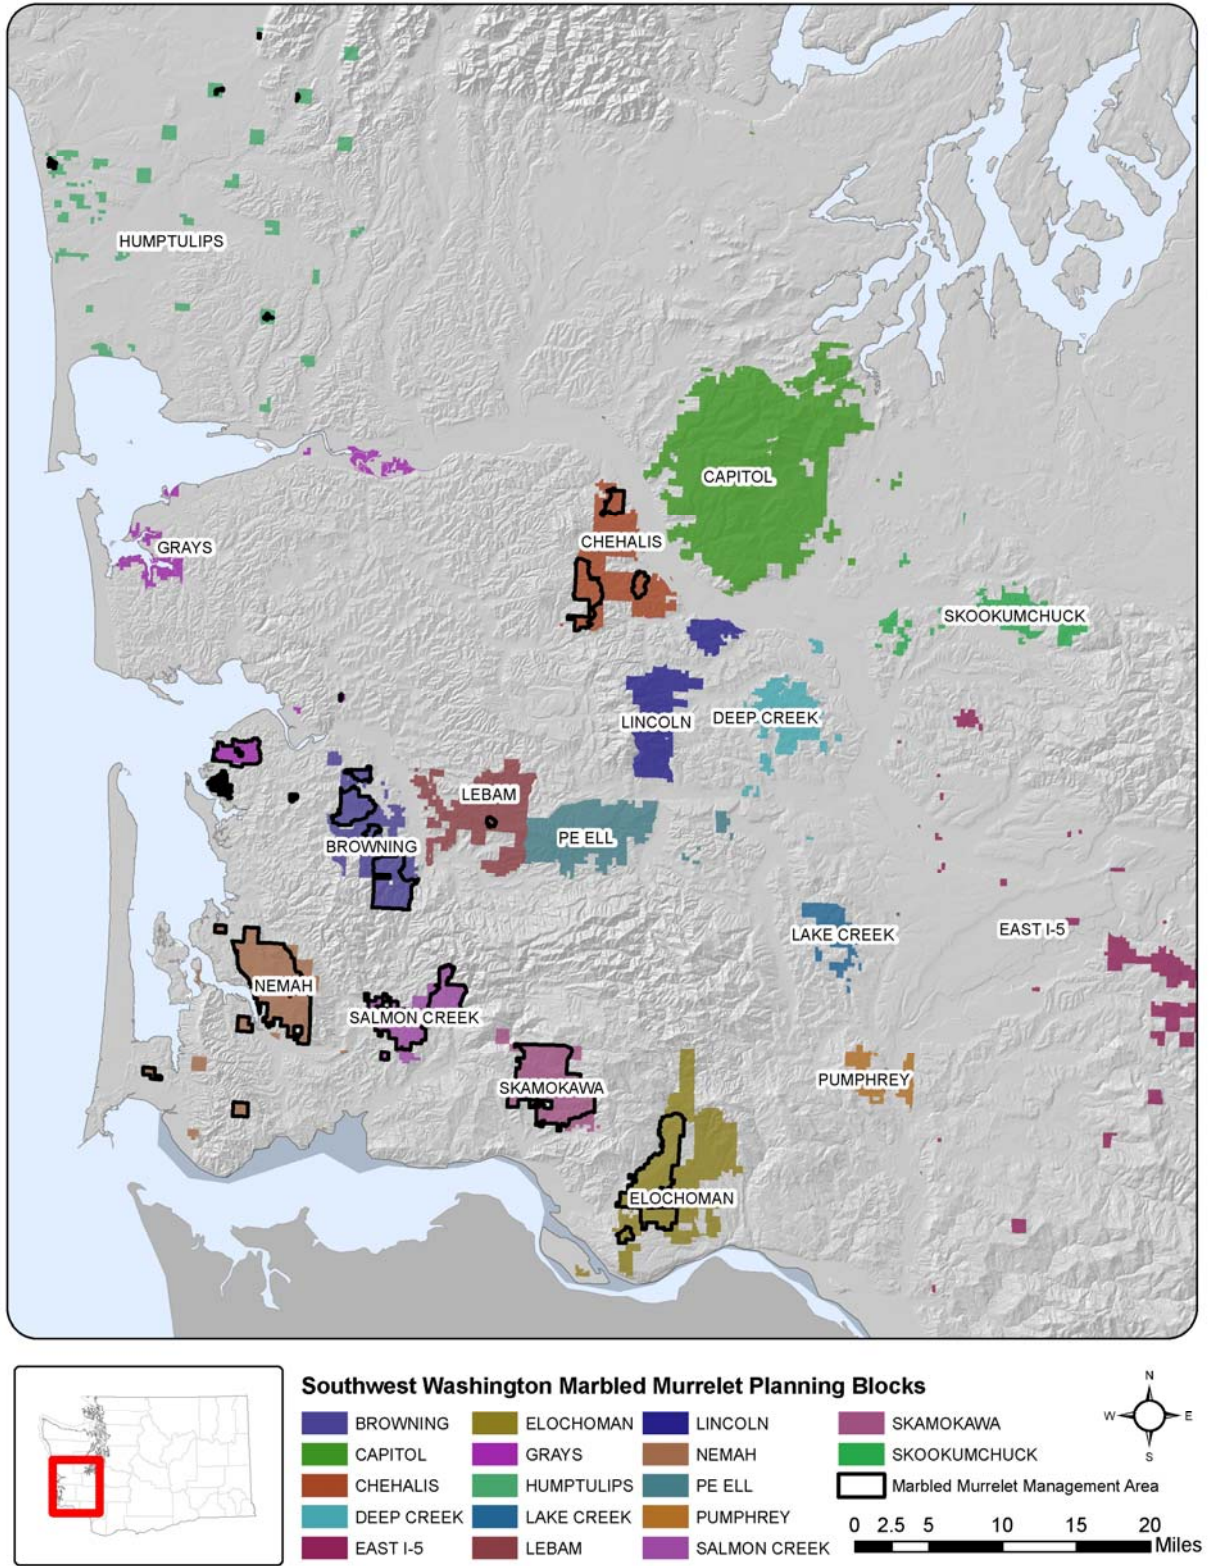 HUMPTULIPS
CAPITOL
CHEHALIS
GRAYS
SKOOKUMCHUCK
LINCOLN
DEEP CREEK
LEBAM
PE ELL
BROWNING
LAKE CREEK
EAST I-5
NEMAH
SALMON CREEK
SKAMOKAWA
PUMPHREY
ELOCHOMAN
Southwest Washington Marbled Murrelet Planning Blocks
BROWNING
CAPITOL
CHEHALIS
DEEP CREEK
EAST I-5
ELOCHOMAN
GRAYS
HUMPTULIPS
LAKE CREEK
LEBAM
LINCOLN
NEMAH
PE ELL
PUMPHREY
SALMON CREEK
SKAMOKAWA
SKOOKUMCHUCK
Marbled Murrelet Management Area
N
W E
S
0 2.5 5 10 15 20
Miles